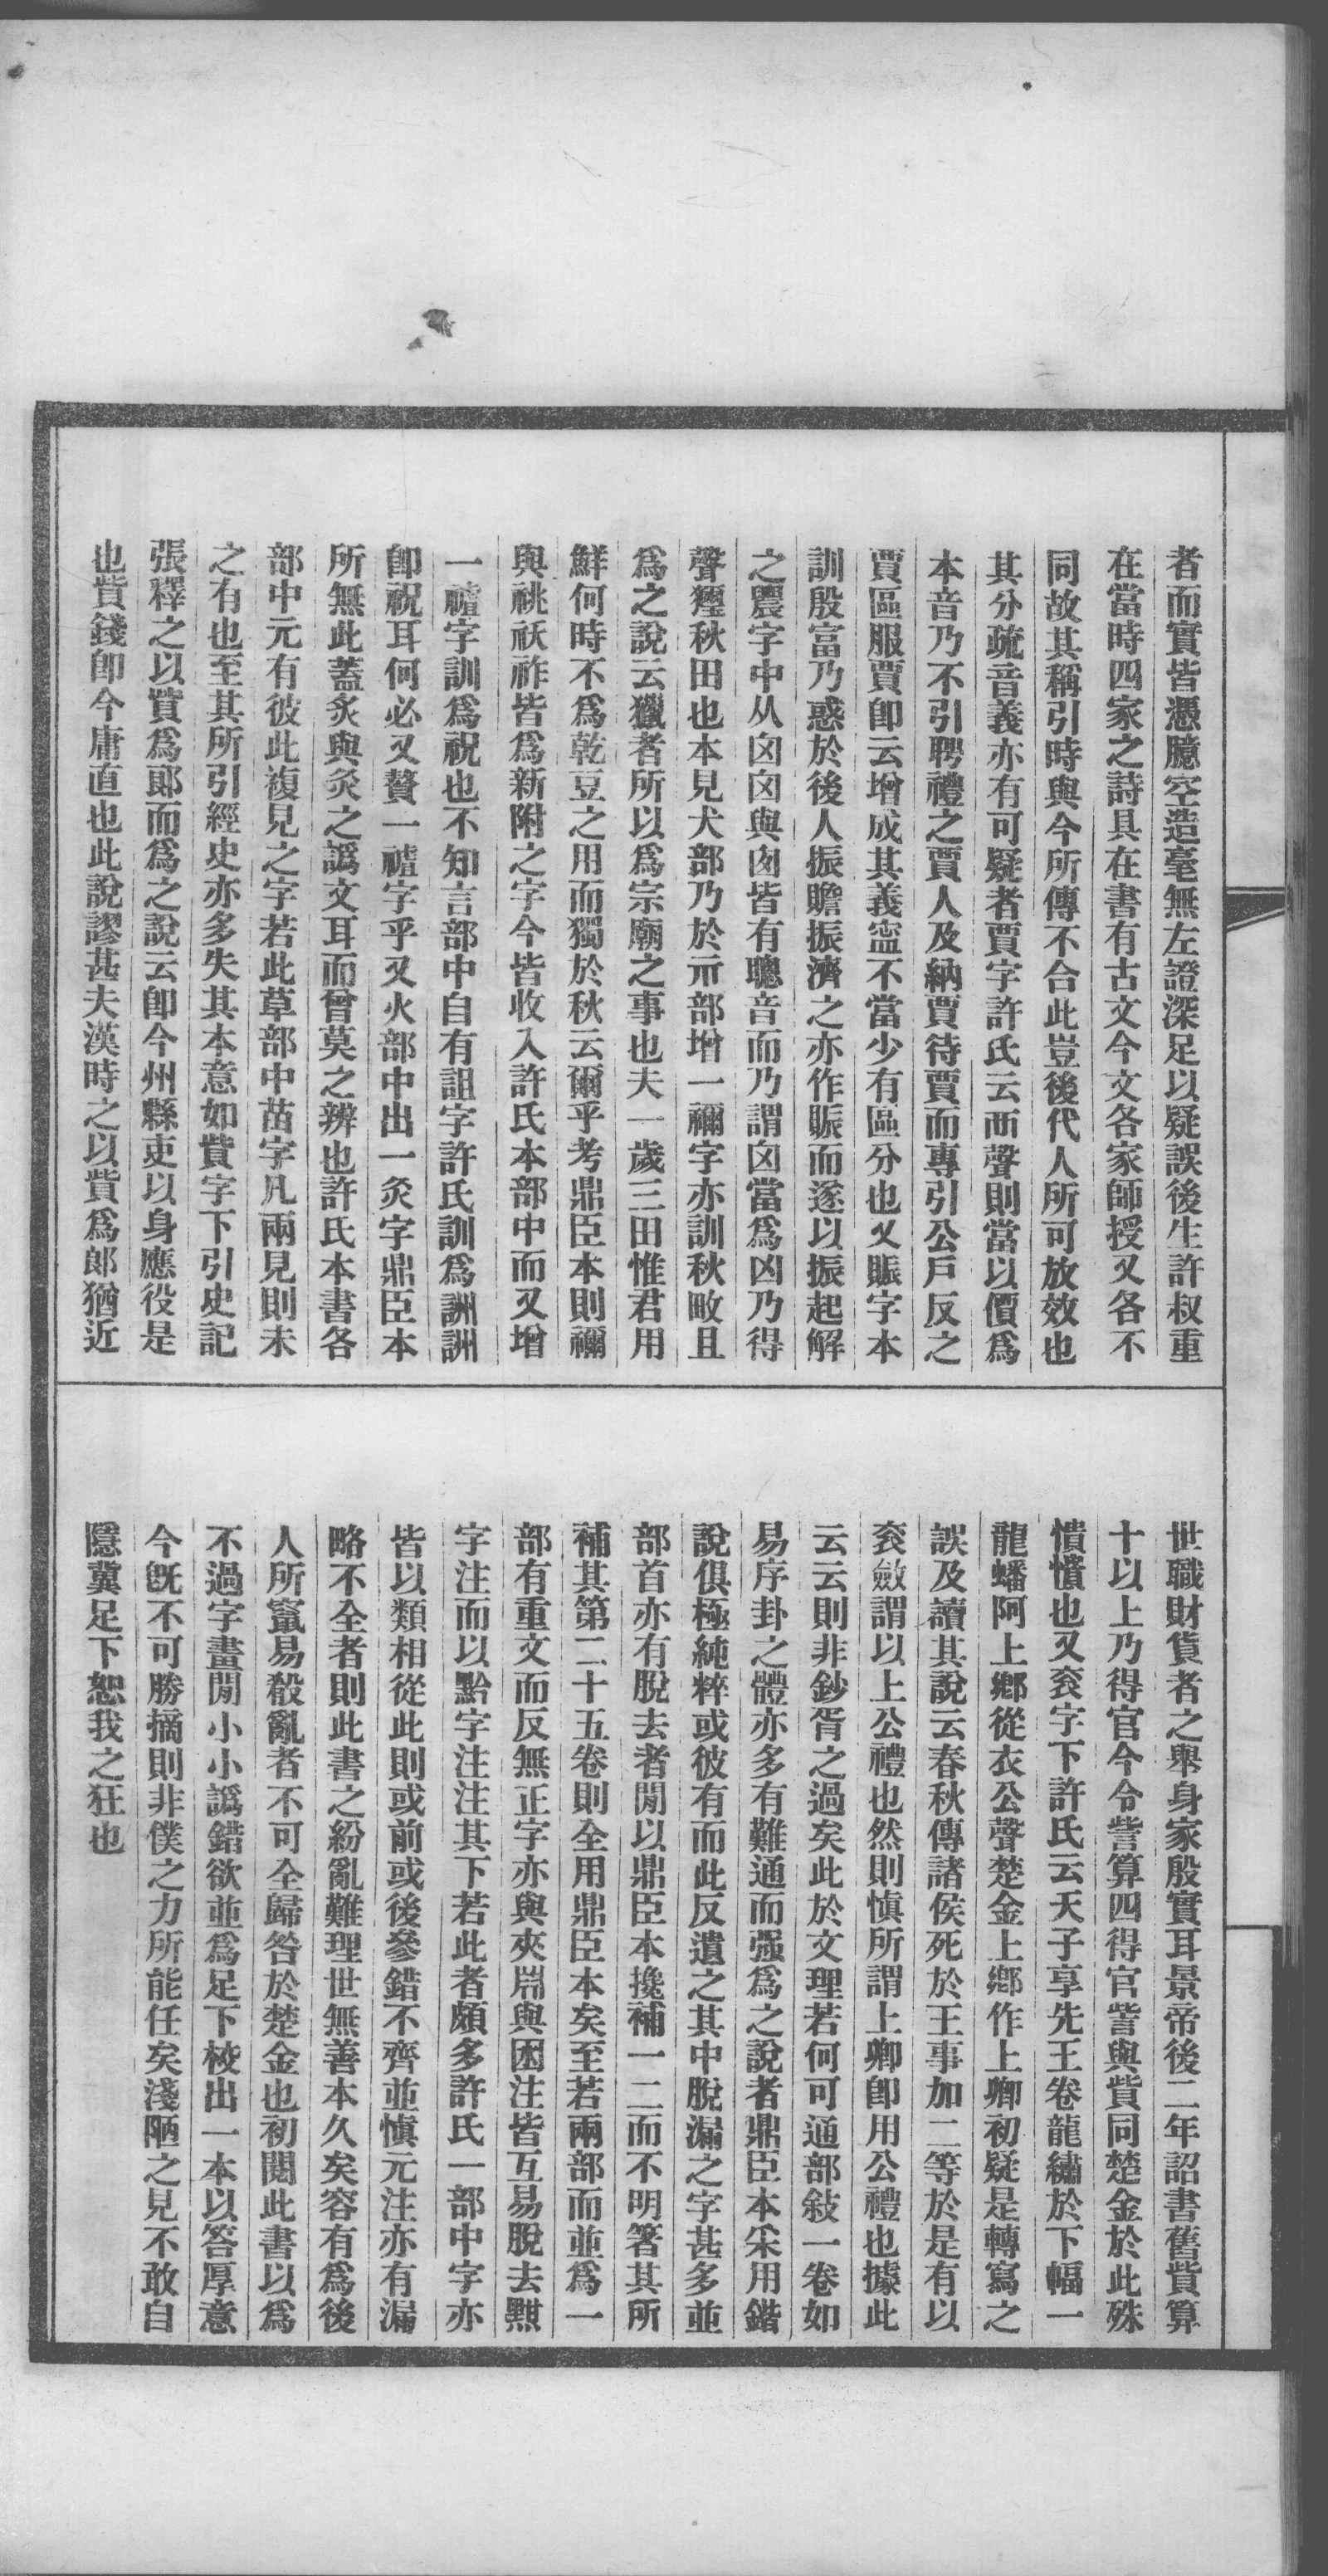 者而實皆憑臆空造毫無左證深足以疑誤後生許叔重
在當時四家之詩具在書有古文今文各家師授又各不
同故其稱引時與今所傳不合此豈後代人所可放效也
其分疏音義亦有可疑者賈字許氏云襾聲則當以價爲
本音乃不引聘禮之賈人及納賈待賈而專引公戶反之
賈區服賈卽云增成其義寍不當少有區分也又賑字本
訓殷富乃惑於後人振贍振濟之亦作賑而遂以振起解
之農字中从囟囟與囱皆有聰音而乃謂囟當爲凶乃得
聲玃秋田也本見犬部乃於示部增一禰字亦訓秋畋且
爲之說云獵者所以爲宗廟之事也夫一歲三田惟君用
鮮何時不爲乾豆之用而獨於秋云爾乎考鼎臣本則禰
與祧祆祚皆爲新附之字今皆收入許氏本部中而又增
一禮字訓爲祝也不知言部中自有詛字許氏訓爲詶詶
卽祝耳何必又贅一禮字乎又火部中出一灸字鼎臣本
所無此蓋炙與灸之譌文耳而曾莫之辨也許氏本書各
部中元有彼此複見之字若此草部中苗字凡兩見則未
之有也至其所引經史亦多失其本意如貲字下引史記
張釋之以貲爲郞而爲之說云卽今州縣吏以身應役是
也貲錢卽今庸直也此說謬甚夫漢時之以貲爲郞猶近
世職財貨者之舉身家殷實耳景帝後二年詔書舊貲算
十以上乃得官今令訾算四得官訾與貲同楚金於此殊
憒憒也又袞字下許氏云天子享先王卷龍繡於下幅一
龍蟠阿上鄕從衣公聲楚金上鄕作上卿初疑是轉寫之
誤及讀其說云春秋傳諸侯死於王事加二等於是有以
袞斂謂以上公禮也然則愼所謂上卿卽用公禮也據此
云云則非鈔胥之過矣此於文理若何可通部敍一卷如
易序卦之體亦多有難通而强爲之說者鼎臣本采用鍇
說俱極純粹或彼有而此反遺之其中脫漏之字甚多並
部首亦有脫去者閒以鼎臣本攙補一二而不明箸其所
補其第二十五卷則全用鼎臣本矣至若兩部而並爲一
部有重文而反無正字亦與夾㡀與困注皆互易脫去㸃
字注而以黔字注注其下若此者頗多許氏一部中字亦
皆以類相從此則或前或後參錯不齊並愼元注亦有漏
略不全者則此書之紛亂難理世無善本久矣容有爲後
人所竄易殽亂者不可全歸咎於楚金也初閱此書以爲
不過字畫閒小小譌錯欲並爲足下校出一本以答厚意
今旣不可勝摘則非僕之力所能任矣淺陋之見不敢自
隱冀足下恕我之狂也